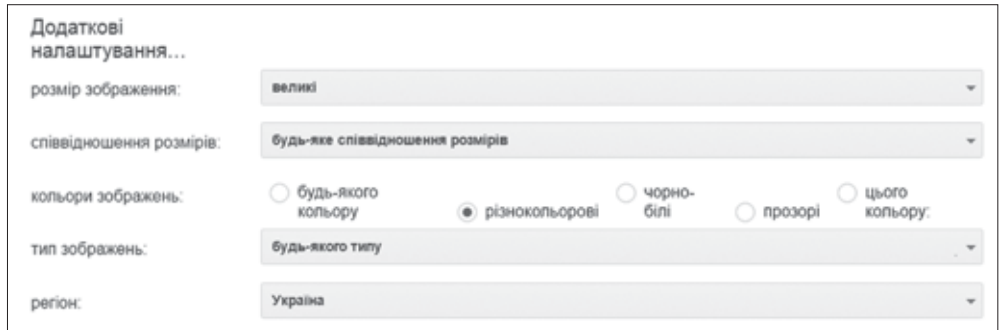 Додаткові
налаштування...
розмір зображення: великі
співвідношення розмірів: будь-яке співвідношення розмірів
кольори зображень: будь-якого кольору різнокольорові чорно-білі прозорі цього кольору:
тип зображень: будь-якого типу
регіон: Україна